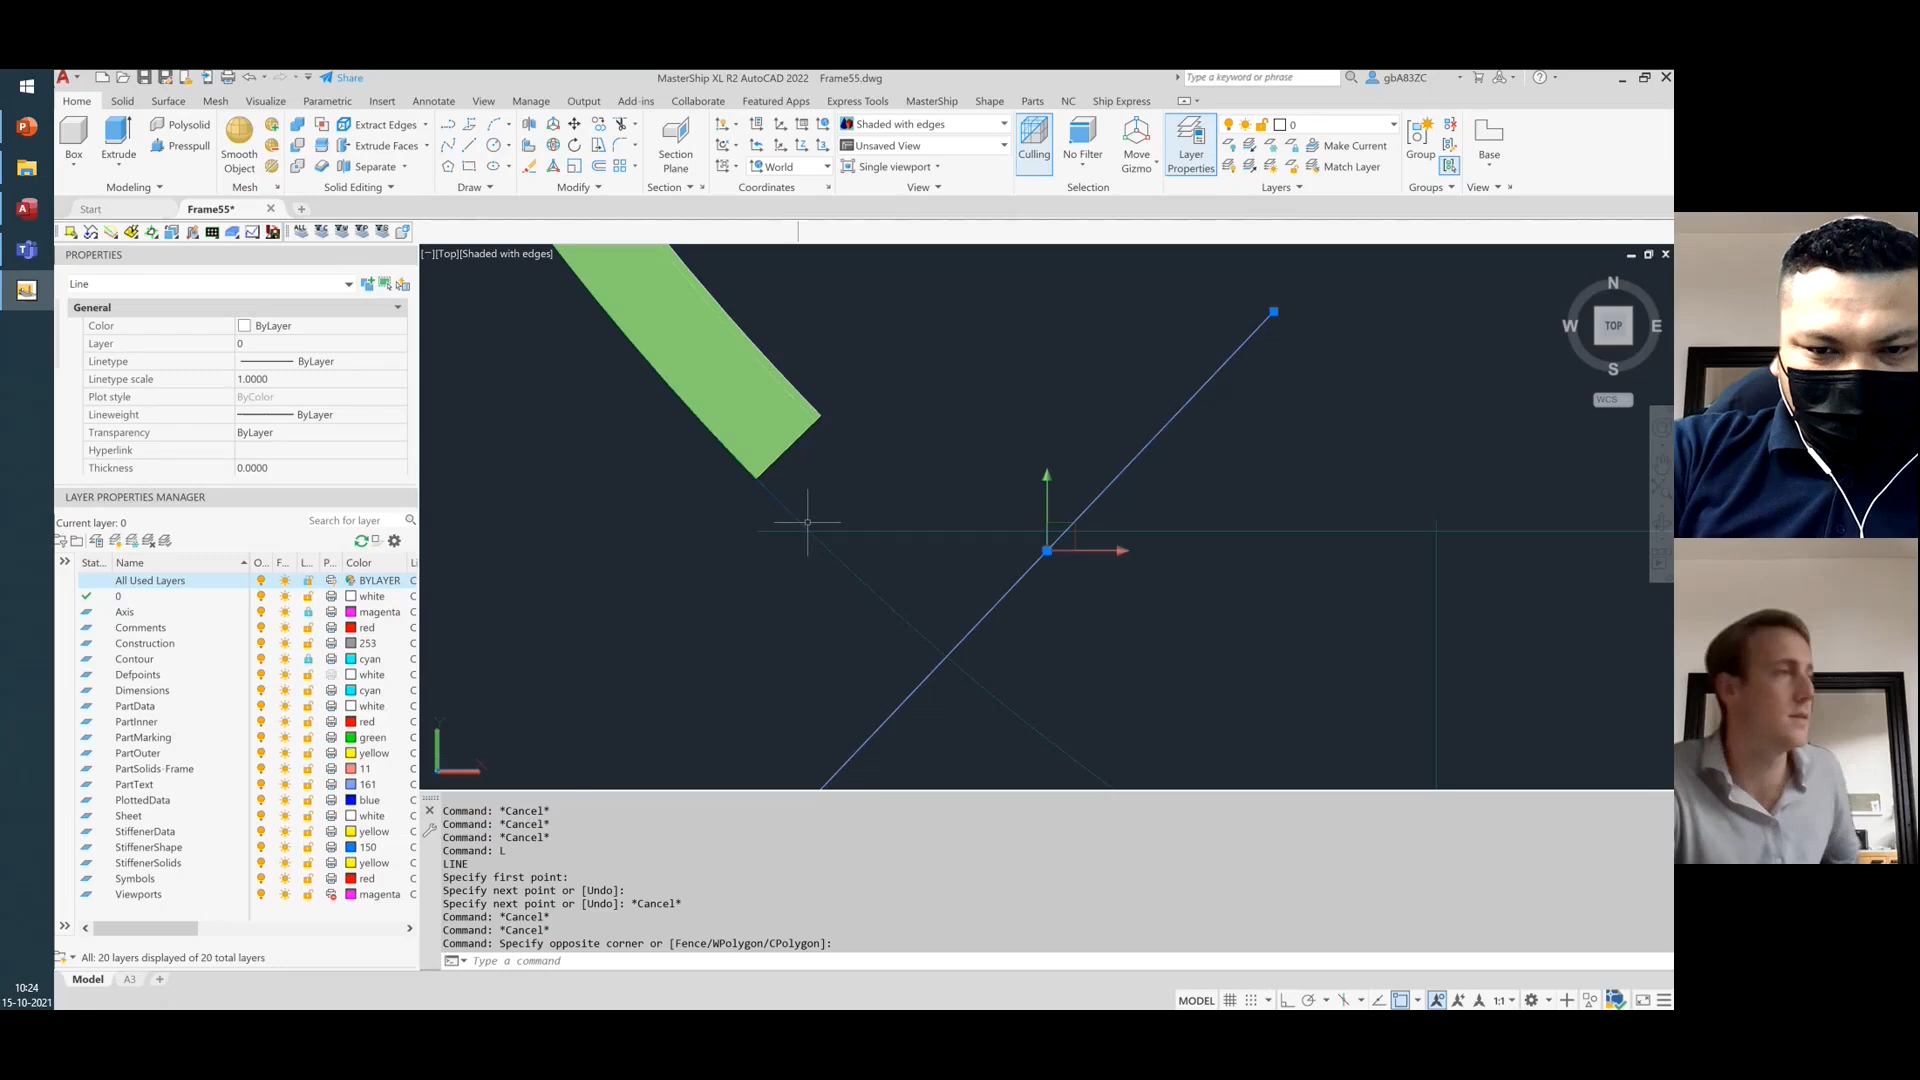 Share
MasterShip XL R2 AutoCAD 2022 Frame55.dwg
Type a keyword or phrase
gbA83ZC
Home Solid Surface Mesh Visualize Parametric Insert Annotate View Manage Output Add-ins Collaborate Featured Apps Express Tools MasterShip Shape Parts NC Ship Express
Box
Extrude
Polysolid
Presspull
Smooth Object
Extract Edges
Extrude Faces
Separate
Section Plane
World
Shaded with edges
Unsaved View
Single viewport
Culling
No Filter
Move Gizmo
Layer Properties
0
Make Current
Match Layer
Group
Base
Modeling Mesh Solid Editing Draw Modify Section Coordinates View Selection Layers Groups View
Start Frame55*
PROPERTIES
Line
General
Color ByLayer
Layer 0
Linetype ByLayer
Linetype scale 1.0000
Plot style ByColor
Lineweight ByLayer
Transparency ByLayer
Hyperlink
Thickness 0.0000
LAYER PROPERTIES MANAGER
Current layer: 0
Search for layer
Stat... Name O... F... L... P... Color Li
All Used Layers BYLAYER C
0 white C
Axis magenta C
Comments red C
Construction 253 C
Contour cyan C
Defpoints white C
Dimensions cyan C
PartData white C
PartInner red C
PartMarking green C
PartOuter yellow C
PartSolids-Frame 11 C
PartText 161 C
PlottedData blue C
Sheet white C
StiffenerData yellow C
StiffenerShape 150 C
StiffenerSolids yellow C
Symbols red C
Viewports magenta C
All: 20 layers displayed of 20 total layers
Model A3
[−][Top][Shaded with edges]
N
W TOP E
S
WCS
Command: *Cancel*
Command: *Cancel*
Command: *Cancel*
Command: L
LINE
Specify first point:
Specify next point or [Undo]:
Specify next point or [Undo]: *Cancel*
Command: *Cancel*
Command: *Cancel*
Command: Specify opposite corner or [Fence/WPolygon/CPolygon]:
Type a command
MODEL 1:1
10:24
15-10-2021